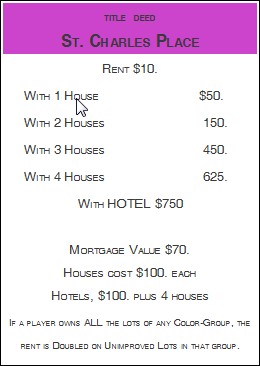 TITLE DEED
ST. CHARLES PLACE
RENT $10.
WITH 1 HOUSE $50.
WITH 2 HOUSES 150.
WITH 3 HOUSES 450.
WITH 4 HOUSES 625.
WITH HOTEL $750
MORTGAGE VALUE $70.
HOUSES COST $100. EACH
HOTELS, $100. PLUS 4 HOUSES
IF A PLAYER OWNS ALL THE LOTS OF ANY COLOR-GROUP, THE
RENT IS DOUBLED ON UNIMPROVED LOTS IN THAT GROUP.